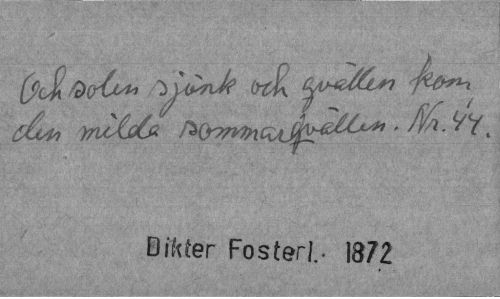 Och solen sjönk och qvällen kom
den milda sommarqvällen. Nr. 44.
Dikter Fosterl. 1872